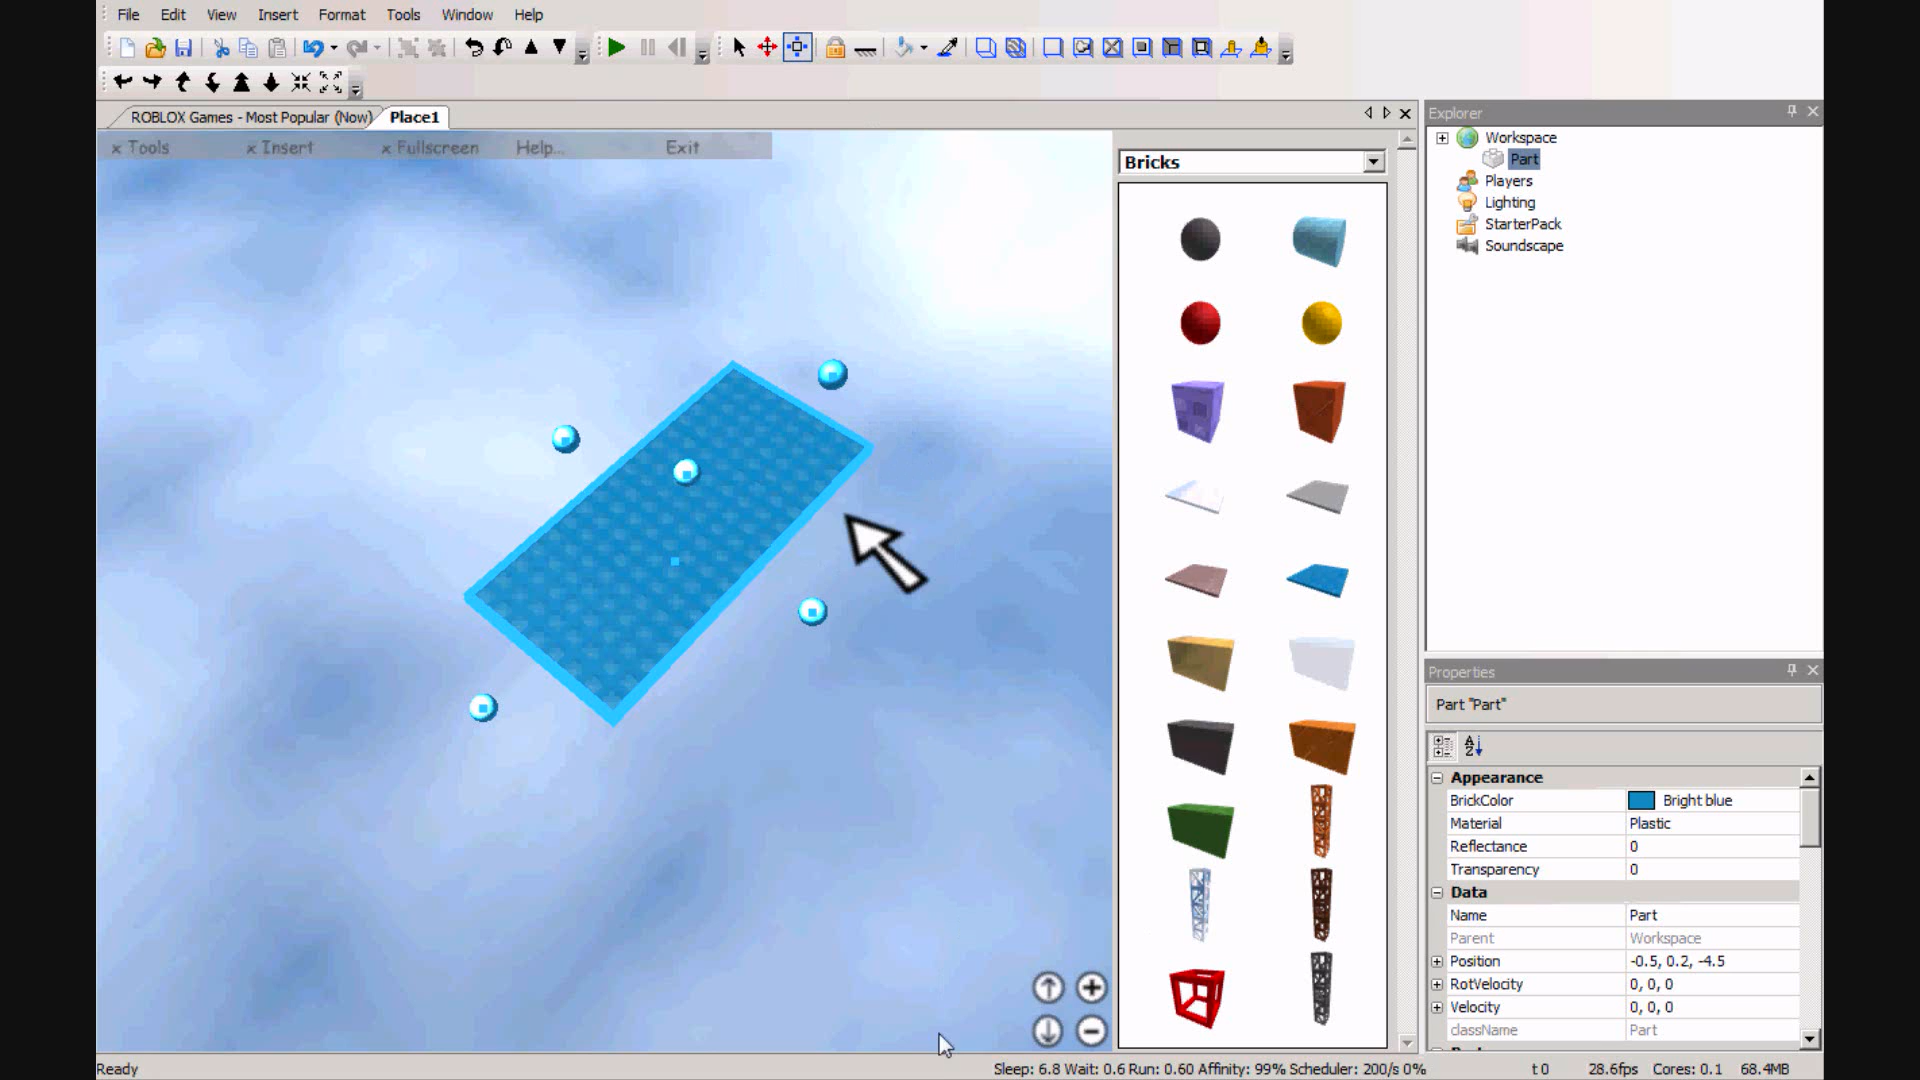 File Edit View Insert Format Tools Window Help
ROBLOX Games - Most Popular (Now) Place1
x Tools x Insert x Fullscreen Help... Exit
Bricks
Explorer
Workspace
Part
Players
Lighting
StarterPack
Soundscape
Properties
Part "Part"
Appearance
BrickColor Bright blue
Material Plastic
Reflectance 0
Transparency 0
Data
Name Part
Parent Workspace
Position -0.5, 0.2, -4.5
RotVelocity 0, 0, 0
Velocity 0, 0, 0
className Part
Ready Sleep: 6.8 Wait: 0.6 Run: 0.60 Affinity: 99% Scheduler: 200/s 0% t 0 28.6fps Cores: 0.1 68.4MB